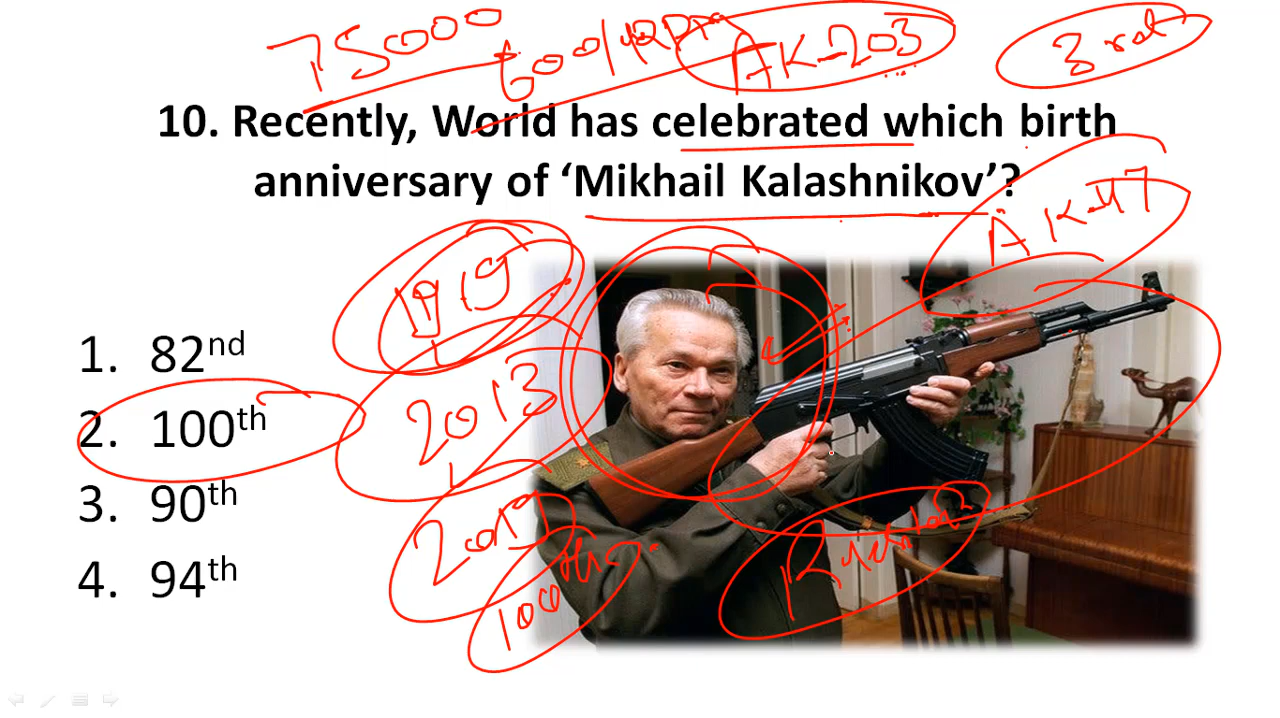 75000
AK-203
10. Recently, World has celebrated which birth
anniversary of ‘Mikhail Kalashnikov’?
AK-47
1919
1. 82nd
2. 100th
2013
3. 90th
2019
4. 94th
100th